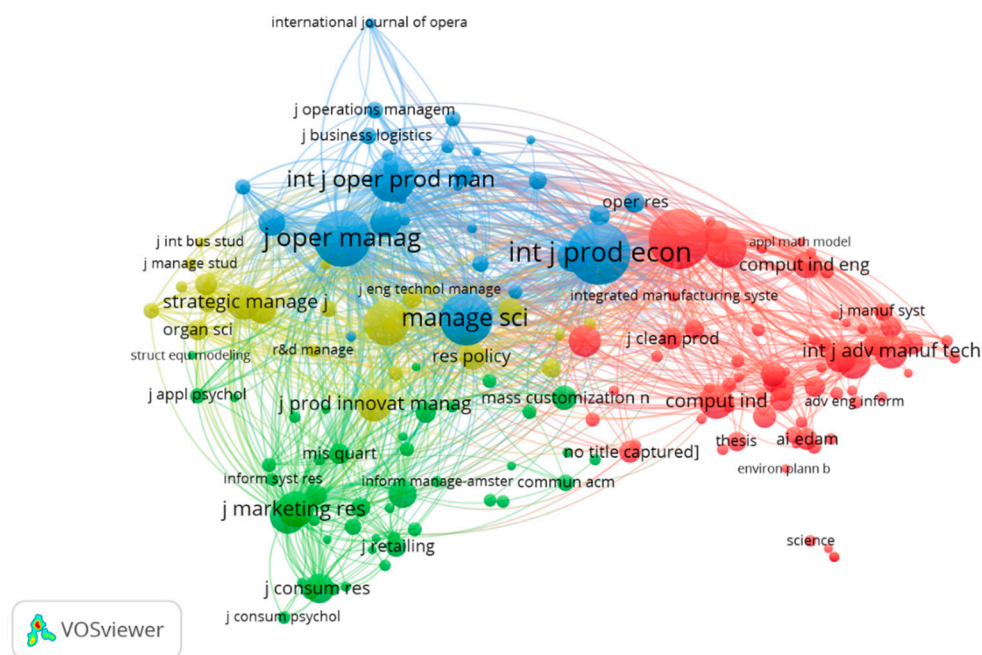 international journal of opera
j operations managem
j business logistics
int j oper prod man
oper res
j int bus stud
j oper manag
int j prod econ
appl math model
j manage stud
comput ind eng
j eng technol manage
integrated manufacturing syste
strategic manage j
j manuf syst
organ sci
manage sci
j clean prod
r&d manage
int j adv manuf tech
struct equ modeling
res policy
j appl psychol
j prod innovat manag
mass customization n
comput ind
adv eng inform
thesis
ai edam
mis quart
no title captured]
environ plann b
inform syst res
inform manage-amster
commun acm
j marketing res
science
j retailing
j consum res
j consum psychol
VOSviewer